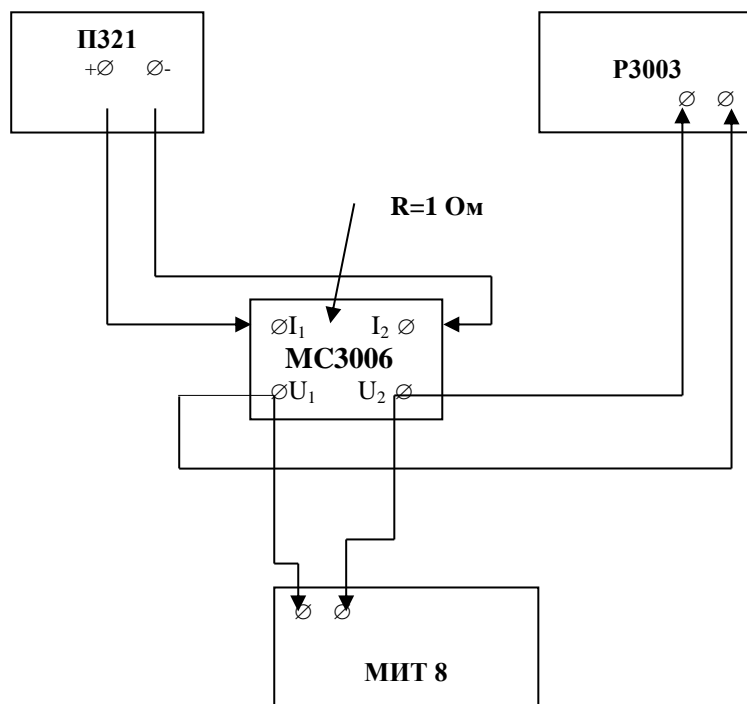 П321
+∅ ∅-
Р3003
∅ ∅
R=1 Ом
∅I₁ I₂ ∅
МС3006
∅U₁ U₂ ∅
∅ ∅
МИТ 8